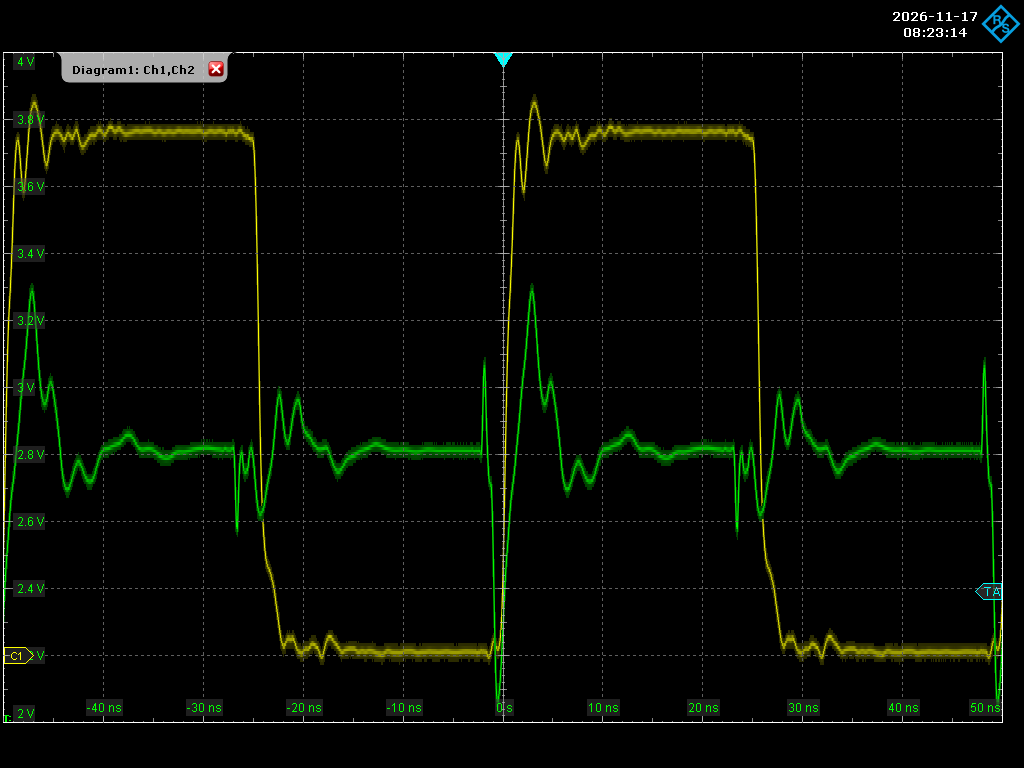 2026-11-17
08:23:14
R/S
Diagram1: Ch1,Ch2
4 V
3.8 V
3.6 V
3.4 V
3.2 V
3 V
2.8 V
2.6 V
2.4 V
TA
C1
V
2 V
-40 ns
-30 ns
-20 ns
-10 ns
0 s
10 ns
20 ns
30 ns
40 ns
50 ns